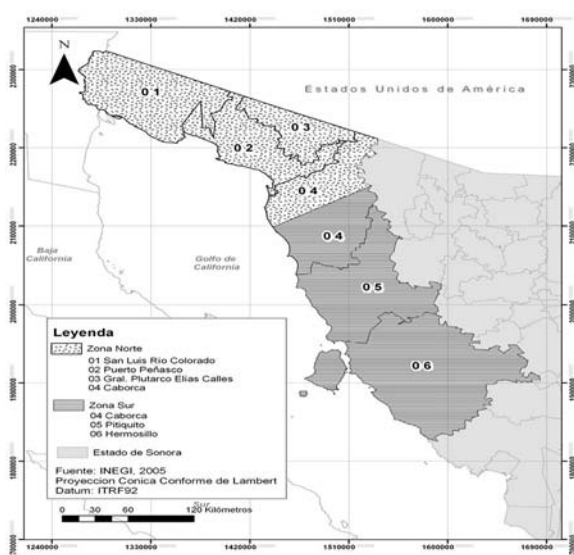 1240000 1330000 1420000 1510000 1600000 1690000
N
Estados Unidos de América
0 1
0 3
0 2
0 4
0 4
Baja
California
Golfo de
California
0 5
0 6
Leyenda
Zona Norte
01 San Luis Rio Colorado
02 Puerto Peñasco
03 Gral. Plutarco Elías Calles
04 Caborca
Zona Sur
04 Caborca
05 Pitiquito
06 Hermosillo
Estado de Sonora
Fuente: INEGI, 2005
Proyeccion Conica Conforme de Lambert
Datum: ITRF92
Sur
0 30 60 120 Kilómetros
1240000 1330000 1420000 1510000 1600000 1690000